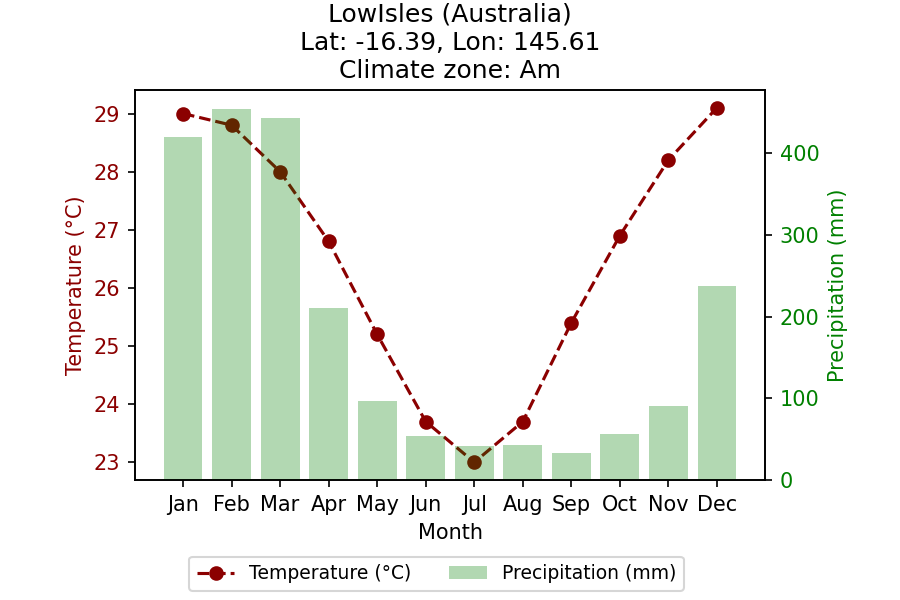 LowIsles (Australia)
Lat: -16.39, Lon: 145.61
Climate zone: Am
Temperature (°C)
29
28
27
26
25
24
23
Precipitation (mm)
400
300
200
100
0
Jan Feb Mar Apr May Jun Jul Aug Sep Oct Nov Dec
Month
Temperature (°C) Precipitation (mm)